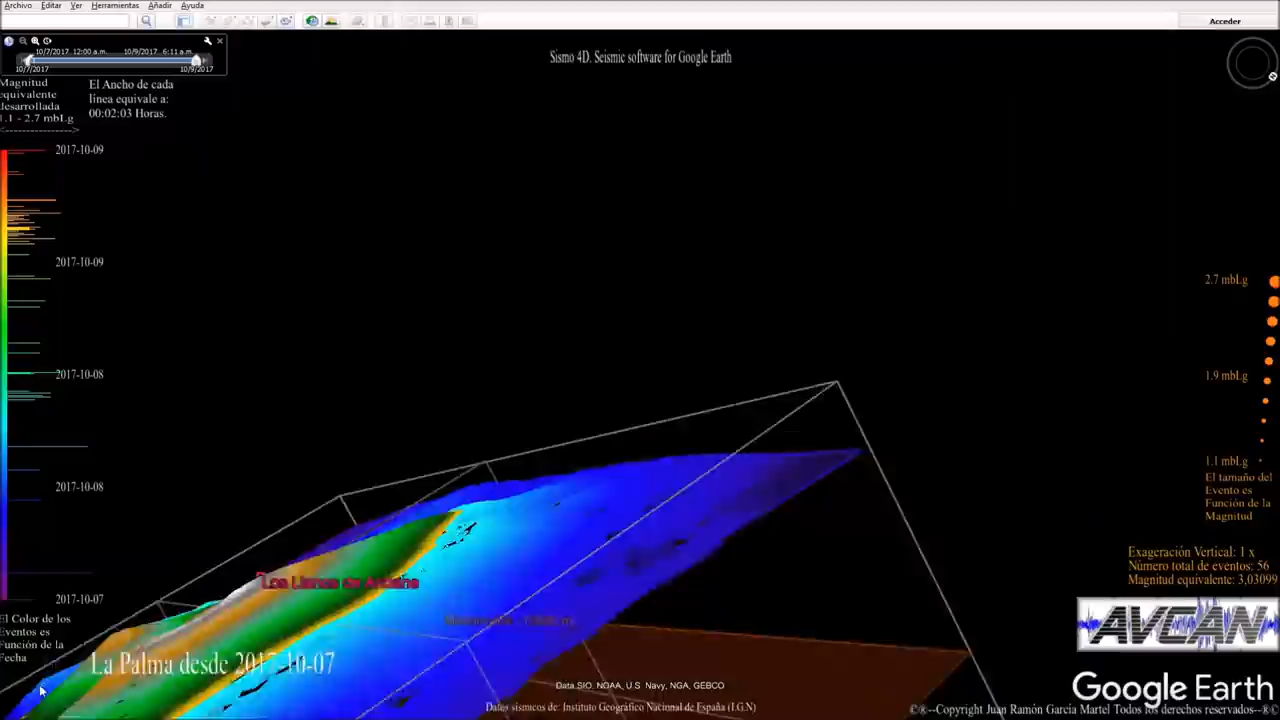 Archivo Editar Ver Herramientas Añadir Ayuda
Acceder
10/7/2017 12:00 a.m. 10/9/2017 6:11 a.m.
10/7/2017 10/9/2017
Sismo 4D. Seismic software for Google Earth
Magnitud
equivalente
desarrollada
1.1 - 2.7 mbLg
<---------------->
El Ancho de cada
línea equivale a:
00:02:03 Horas.
2017-10-09
2017-10-09
2017-10-08
2017-10-08
2017-10-07
El Color de los
Eventos es
Función de la
Fecha
Los Llanos de Aridane
La Palma desde 2017-10-07
2.7 mbLg
1.9 mbLg
1.1 mbLg
El tamaño del
Evento es
Función de la
Magnitud
Exageración Vertical: 1 x
Número total de eventos: 56
Magnitud equivalente: 3,03099
AVCAN
Google Earth
Data SIO, NOAA, U.S. Navy, NGA, GEBCO
Datos sísmicos de: Instituto Geográfico Nacional de España (I.G.N)
©®--Copyright Juan Ramón García Martel Todos los derechos reservados--®©